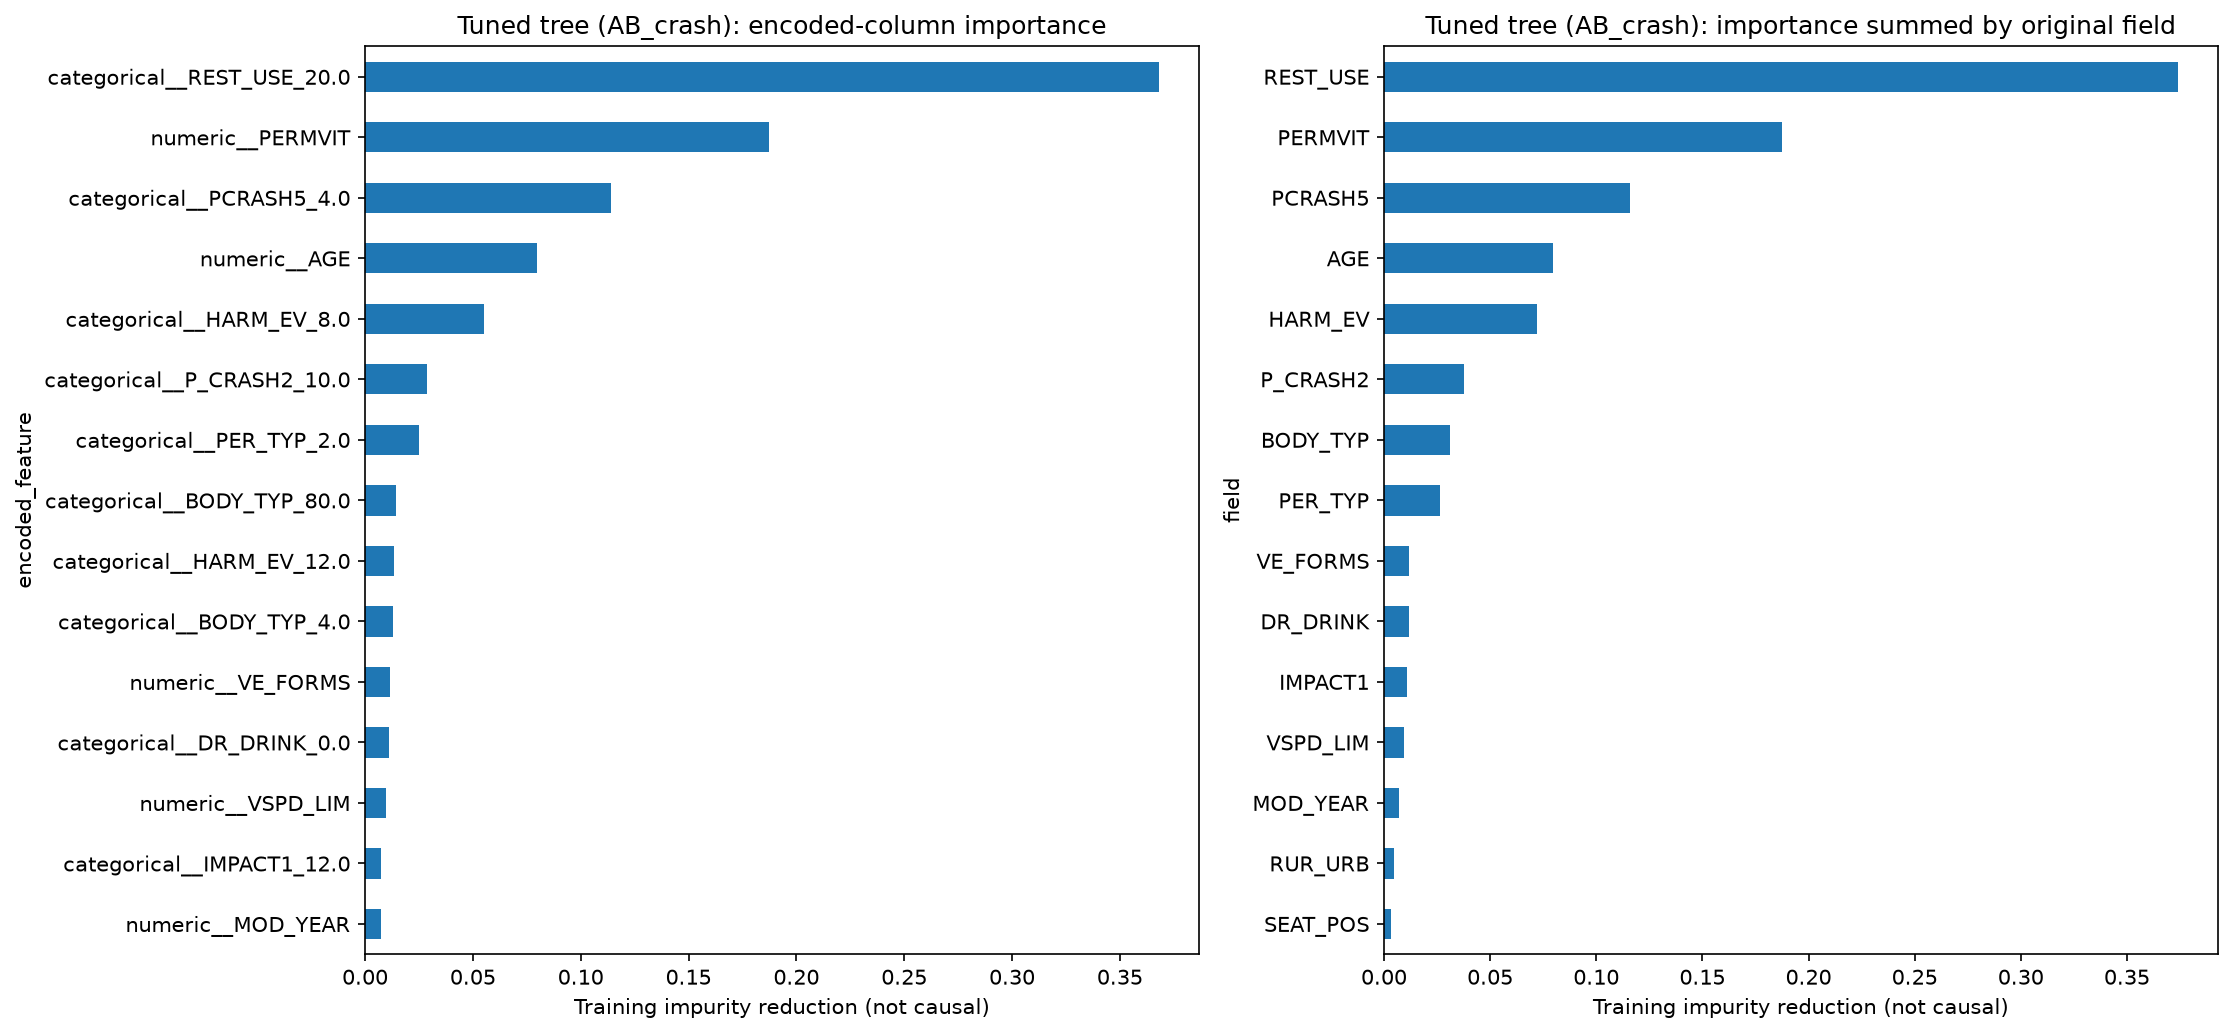 Tuned tree (AB_crash): encoded-column importance
encoded_feature
categorical__REST_USE_20.0
numeric__PERMVIT
categorical__PCRASH5_4.0
numeric__AGE
categorical__HARM_EV_8.0
categorical__P_CRASH2_10.0
categorical__PER_TYP_2.0
categorical__BODY_TYP_80.0
categorical__HARM_EV_12.0
categorical__BODY_TYP_4.0
numeric__VE_FORMS
categorical__DR_DRINK_0.0
numeric__VSPD_LIM
categorical__IMPACT1_12.0
numeric__MOD_YEAR
0.00 0.05 0.10 0.15 0.20 0.25 0.30 0.35
Training impurity reduction (not causal)
Tuned tree (AB_crash): importance summed by original field
field
REST_USE
PERMVIT
PCRASH5
AGE
HARM_EV
P_CRASH2
BODY_TYP
PER_TYP
VE_FORMS
DR_DRINK
IMPACT1
VSPD_LIM
MOD_YEAR
RUR_URB
SEAT_POS
0.00 0.05 0.10 0.15 0.20 0.25 0.30 0.35
Training impurity reduction (not causal)